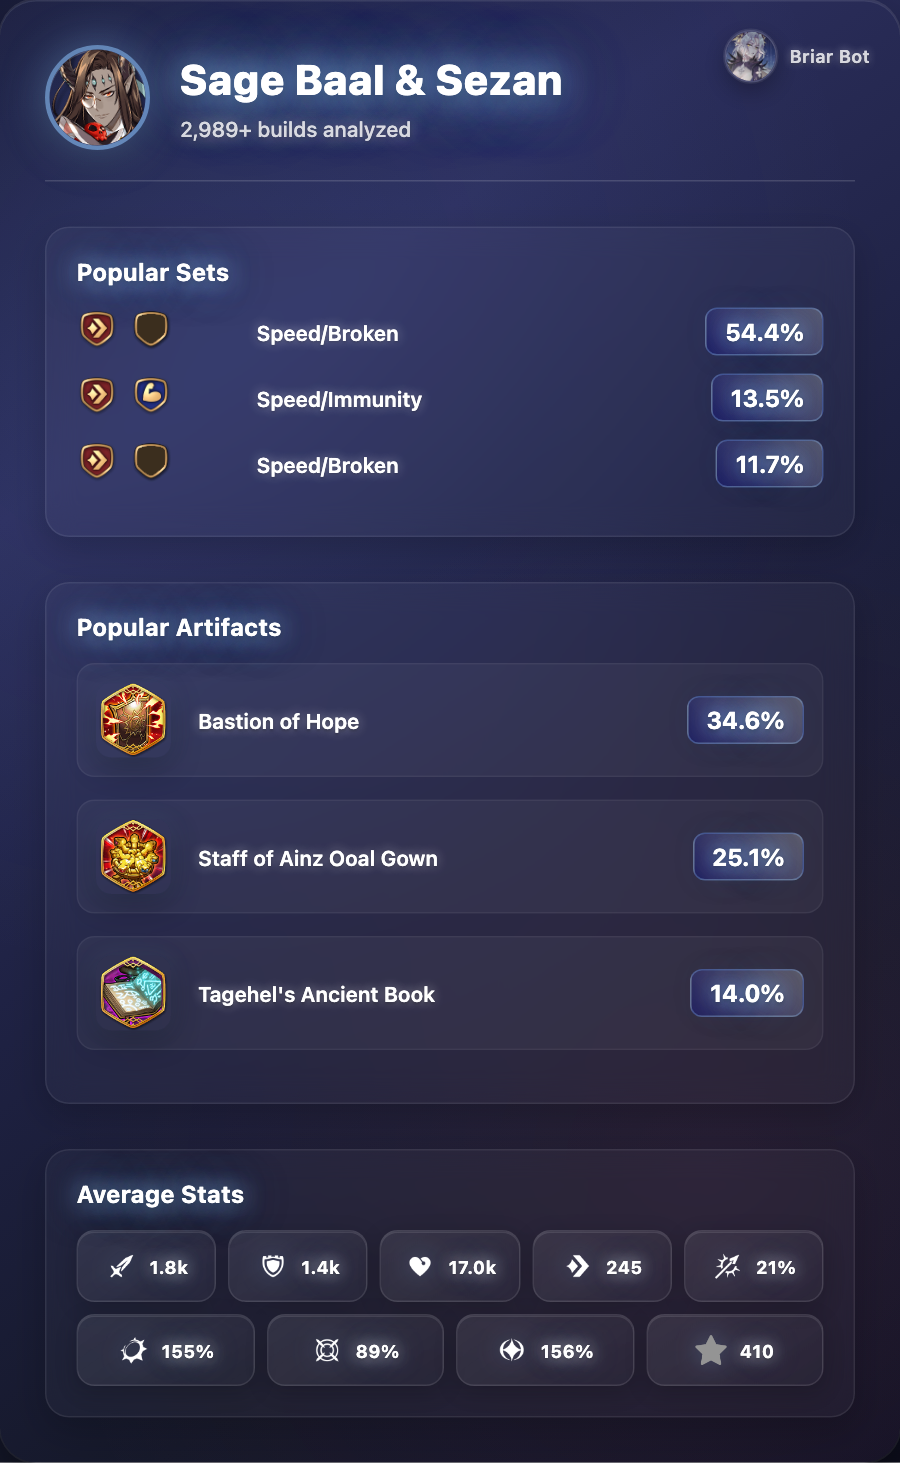 Sage Baal & Sezan
2,989+ builds analyzed
Briar Bot
Popular Sets
Speed/Broken 54.4%
Speed/Immunity 13.5%
Speed/Broken 11.7%
Popular Artifacts
Bastion of Hope 34.6%
Staff of Ainz Ooal Gown 25.1%
Tagehel's Ancient Book 14.0%
Average Stats
1.8k 1.4k 17.0k 245 21%
155% 89% 156% 410